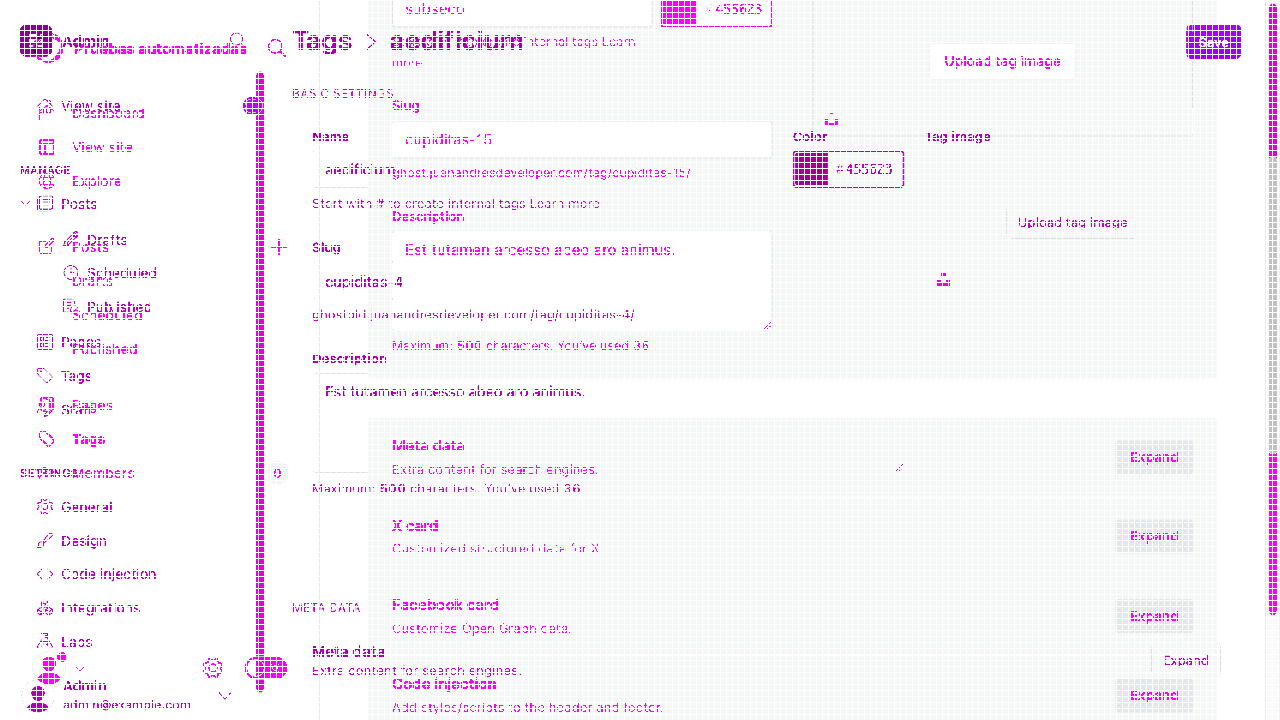 subseco
#455623
Admin
Pruebas automatizadas
Tags > aedificium
internal tags Learn
more
Upload tag image
Save
BASIC SETTINGS
View site
Dashboard
Slug
Name
cupiditas-15
Color
Tag image
View site
MANAGE
aedificium
ghost.juanandresdeveloper.com/tag/cupiditas-15/
#455623
Explore
Posts
Start with # to create internal tags Learn more
Description
Upload tag image
Drafts
Posts
Slug
Est tutamen arcesso abeo aro animus.
Scheduled
Drafts
cupiditas-4
Published
Scheduled
ghostold.juanandresdeveloper.com/tag/cupiditas-4/
Pages
Published
Maximum: 500 characters. You've used 36
Description
Tags
Est tutamen arcesso abeo aro animus.
Pages
Tags
Meta data
Expand
Extra content for search engines.
SETTINGS
Members
0
Maximum: 500 characters. You've used 36
General
X card
Expand
Customized structured data for X
Design
Code injection
META DATA
Facebook card
Expand
Integrations
Customize Open Graph data.
Labs
Meta data
Expand
Extra content for search engines.
Code injection
Expand
Admin
admin@example.com
Add styles/scripts to the header and footer.